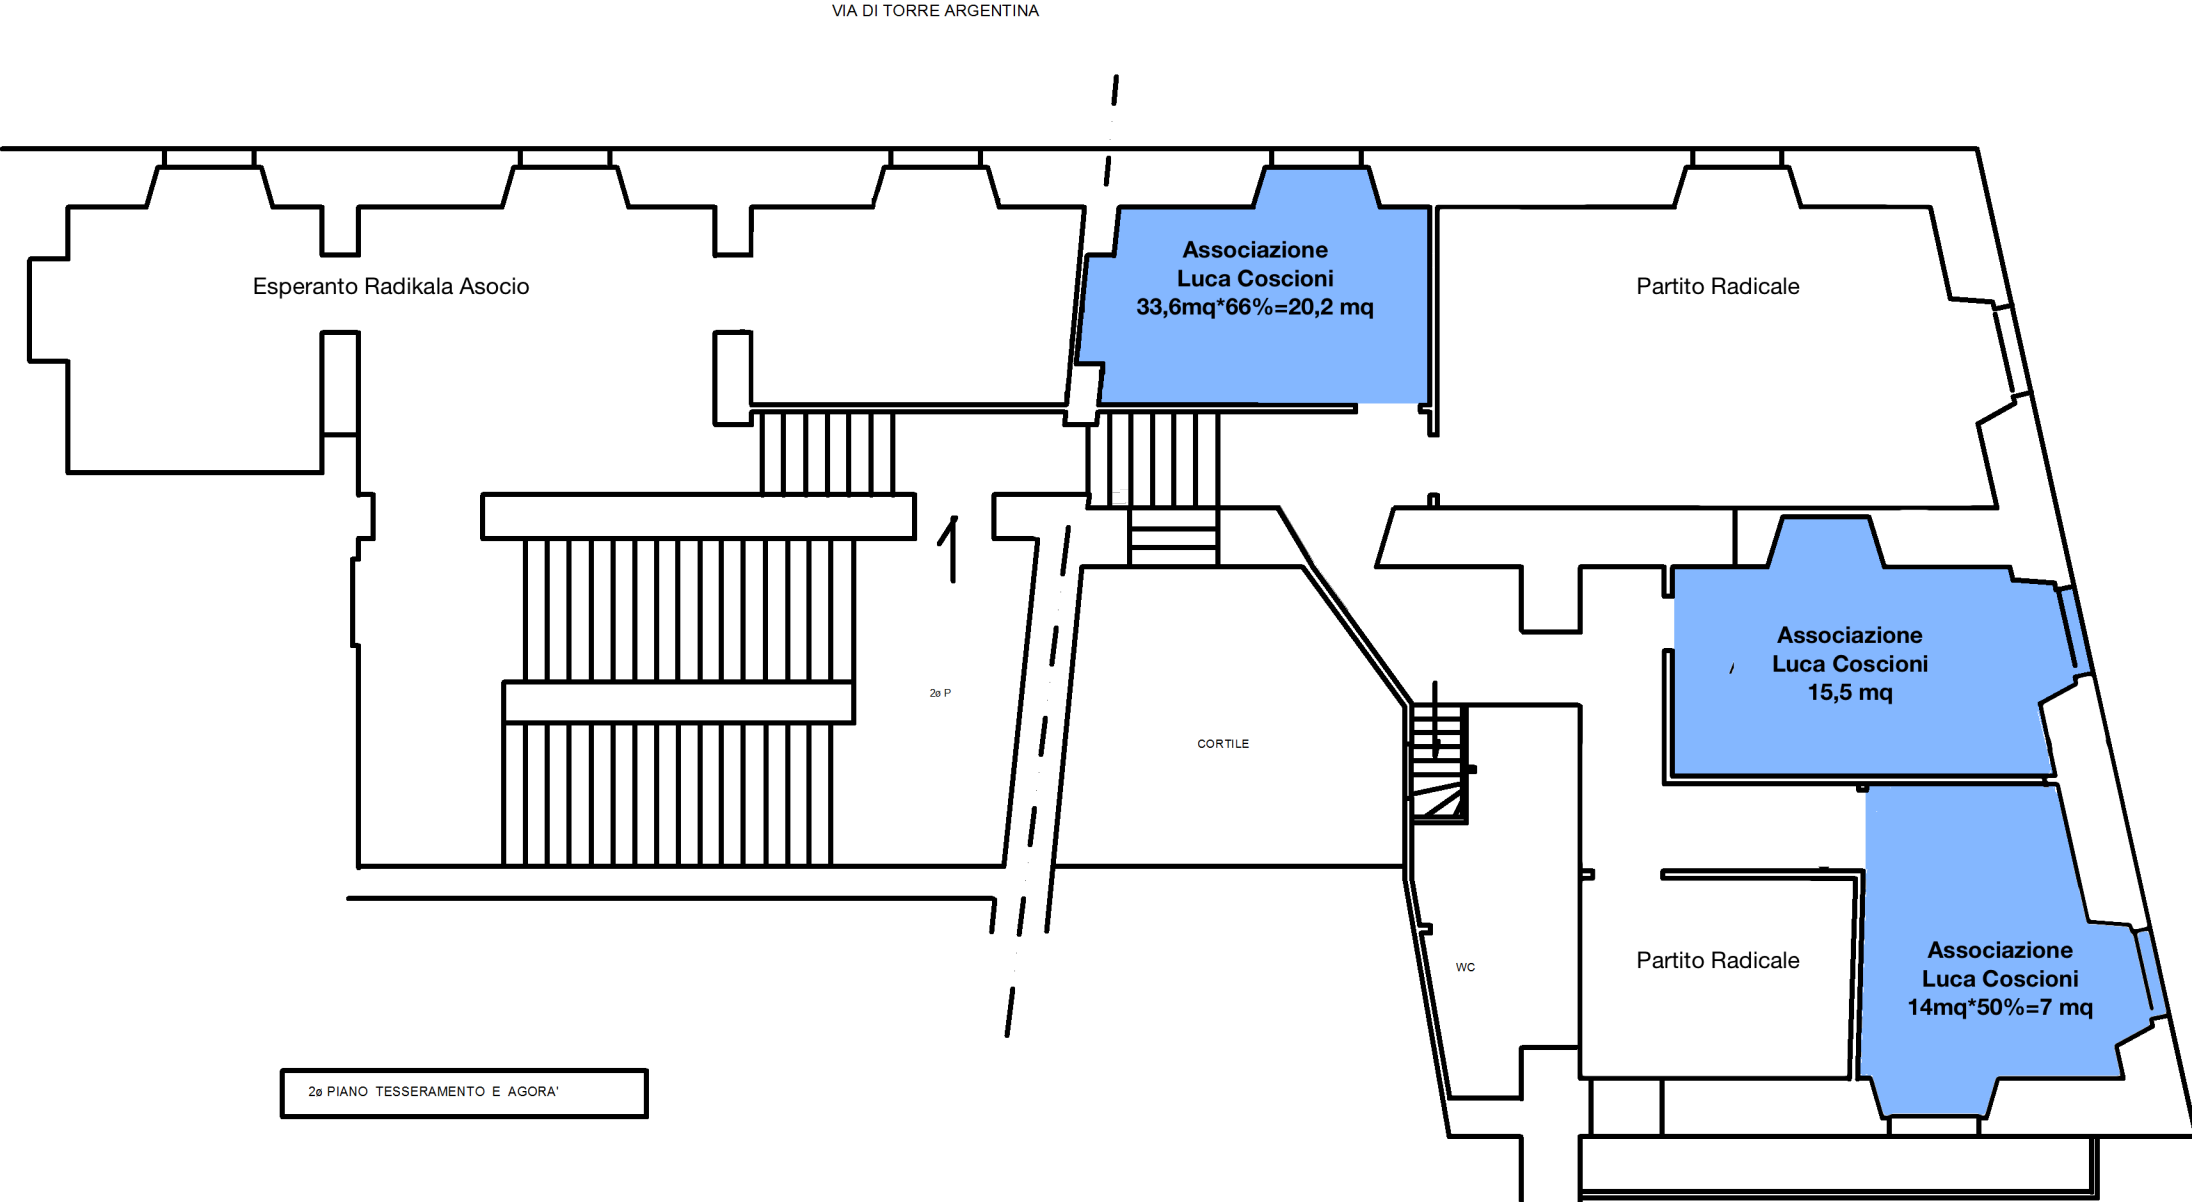 VIA DI TORRE ARGENTINA
Esperanto Radikala Asocio
Associazione
Luca Coscioni
33,6mq*66%=20,2 mq
Partito Radicale
Associazione
Luca Coscioni
15,5 mq
2ø P
CORTILE
WC
Partito Radicale
Associazione
Luca Coscioni
14mq*50%=7 mq
2ø PIANO TESSERAMENTO E AGORA'